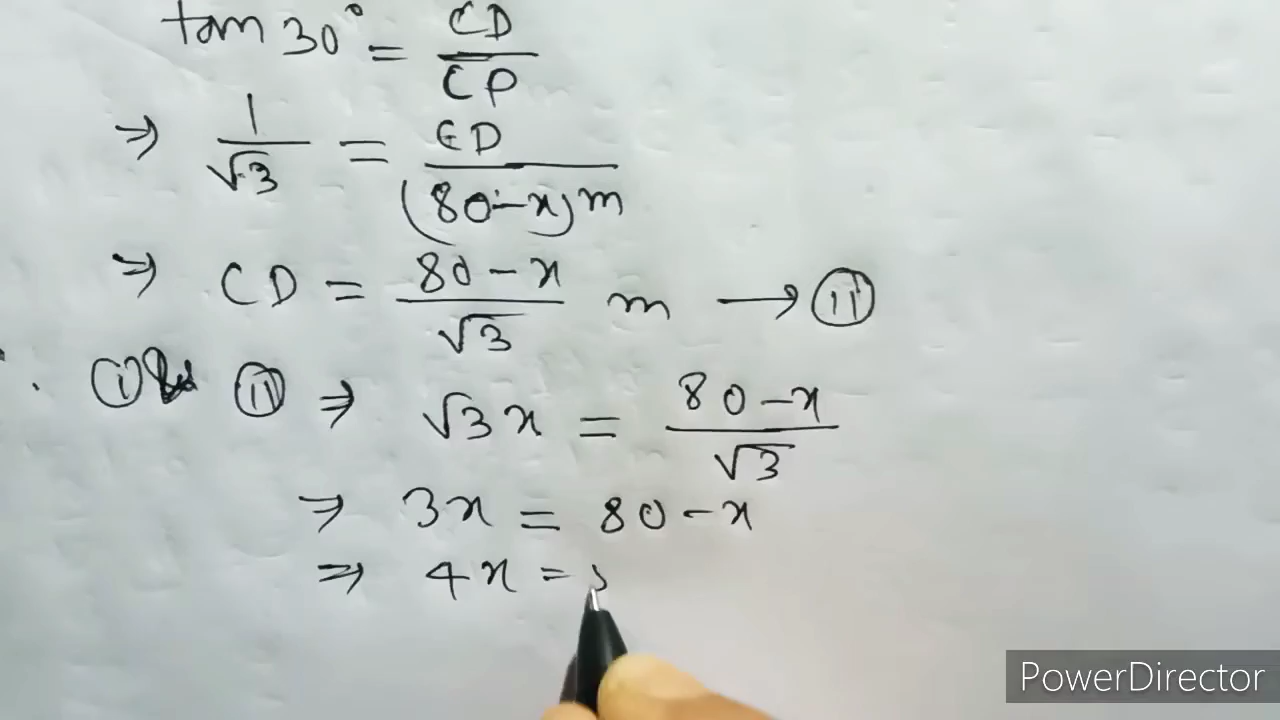 tan 30° = CD/CP
⇒ 1/√3 = CD/(80-x)m
⇒ CD = (80-x)/√3 m → (ii)
∴ (i) & (ii) ⇒ √3x = (80-x)/√3
⇒ 3x = 80-x
⇒ 4x =
PowerDirector